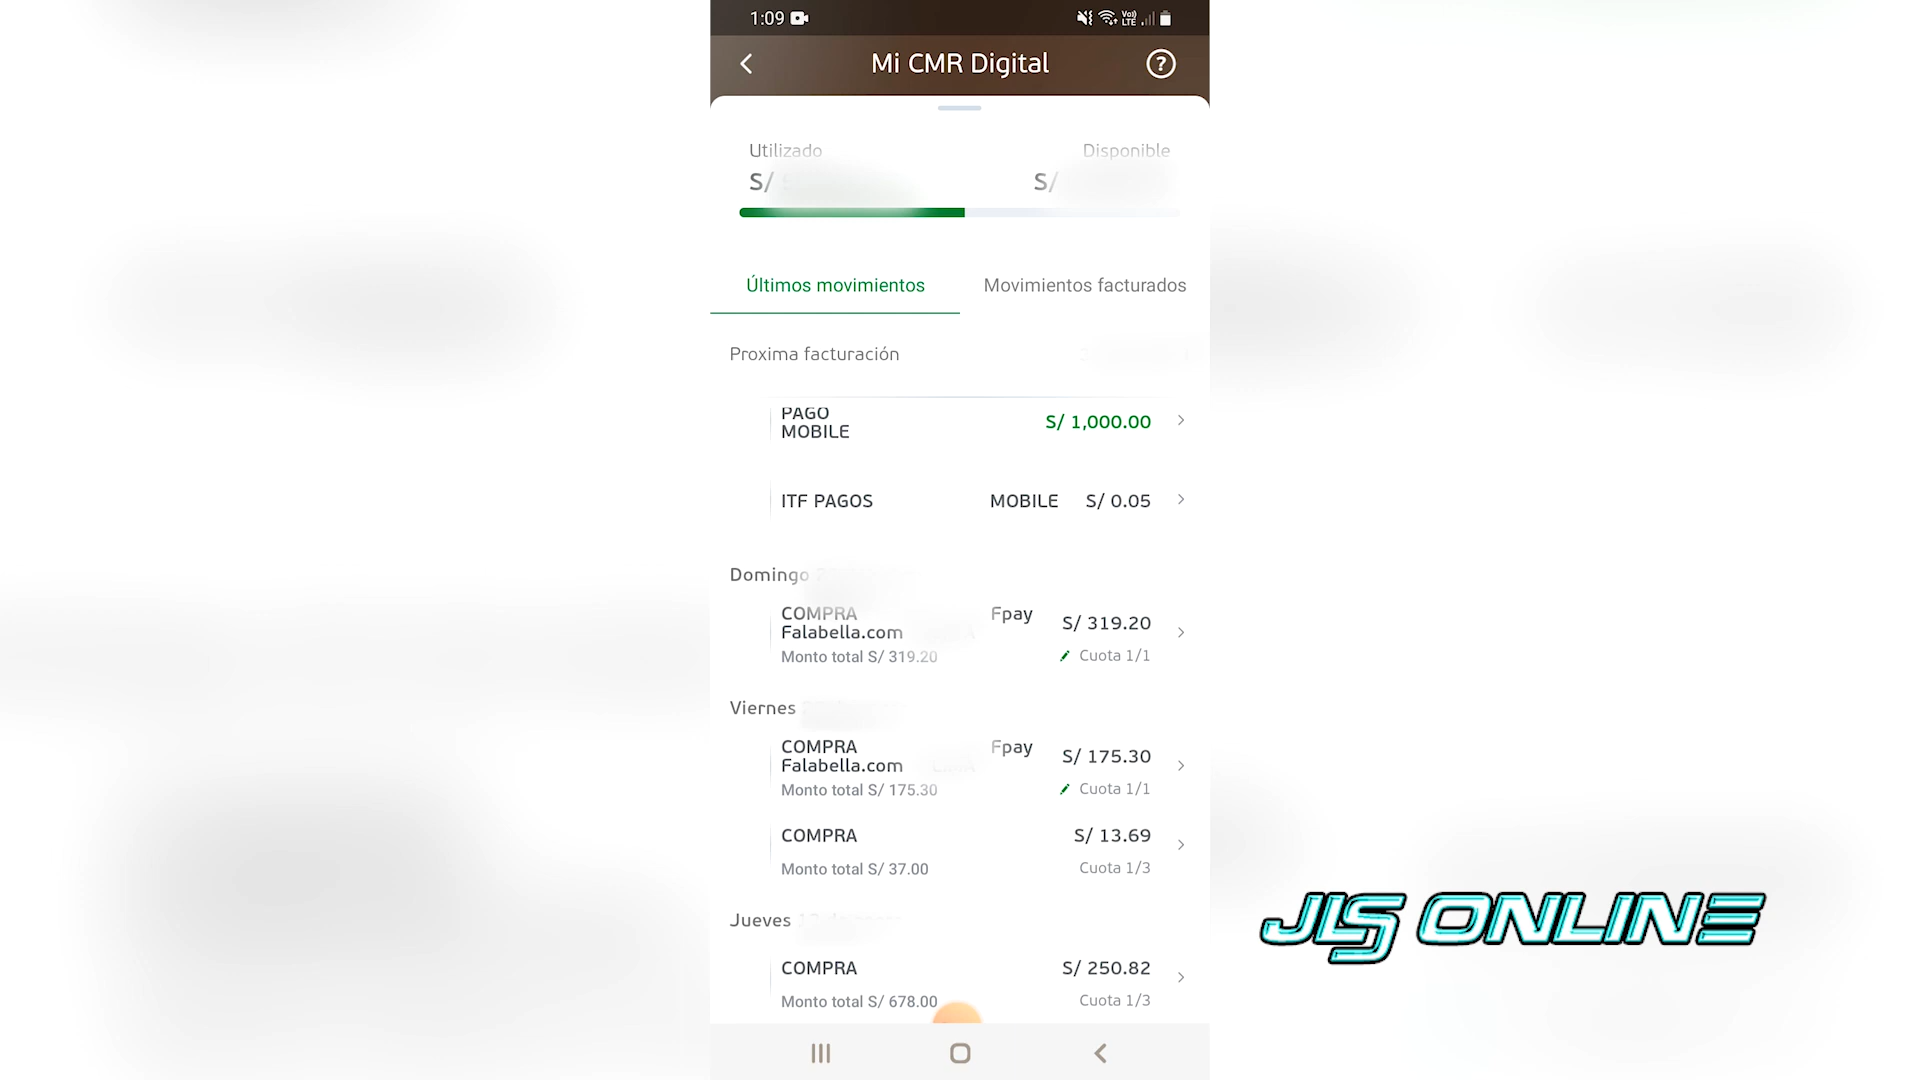 1:09
Mi CMR Digital
Utilizado
Disponible
S/
S/
Últimos movimientos
Movimientos facturados
Proxima facturación
PAGO
MOBILE
S/ 1,000.00
ITF PAGOS MOBILE S/ 0.05
Domingo
COMPRA Fpay
Falabella.com
S/ 319.20
Monto total S/ 319.20
Cuota 1/1
Viernes
COMPRA Fpay
Falabella.com LIMA
S/ 175.30
Monto total S/ 175.30
Cuota 1/1
COMPRA S/ 13.69
Monto total S/ 37.00
Cuota 1/3
Jueves
COMPRA S/ 250.82
Monto total S/ 678.00
Cuota 1/3
JLS ONLINE